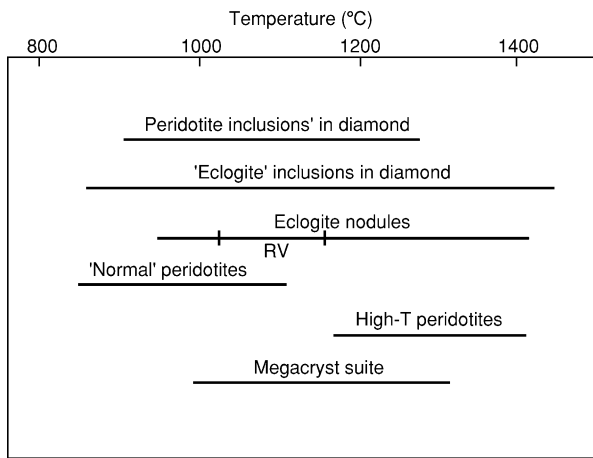 Temperature (°C)
800 1000 1200 1400
Peridotite inclusions' in diamond
'Eclogite' inclusions in diamond
Eclogite nodules
RV
'Normal' peridotites
High-T peridotites
Megacryst suite